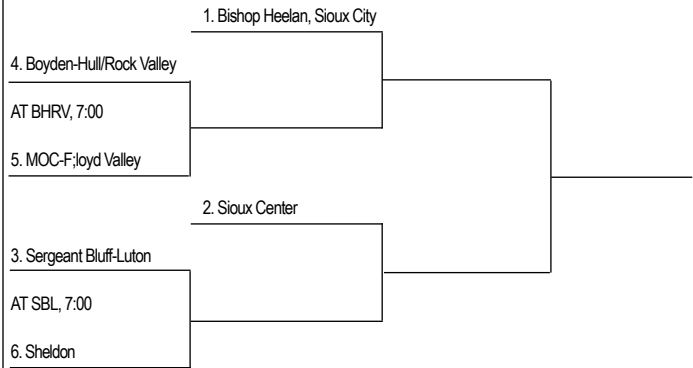 1. Bishop Heelan, Sioux City
4. Boyden-Hull/Rock Valley
AT BHRV, 7:00
5. MOC-F;loyd Valley
2. Sioux Center
3. Sergeant Bluff-Luton
AT SBL, 7:00
6. Sheldon